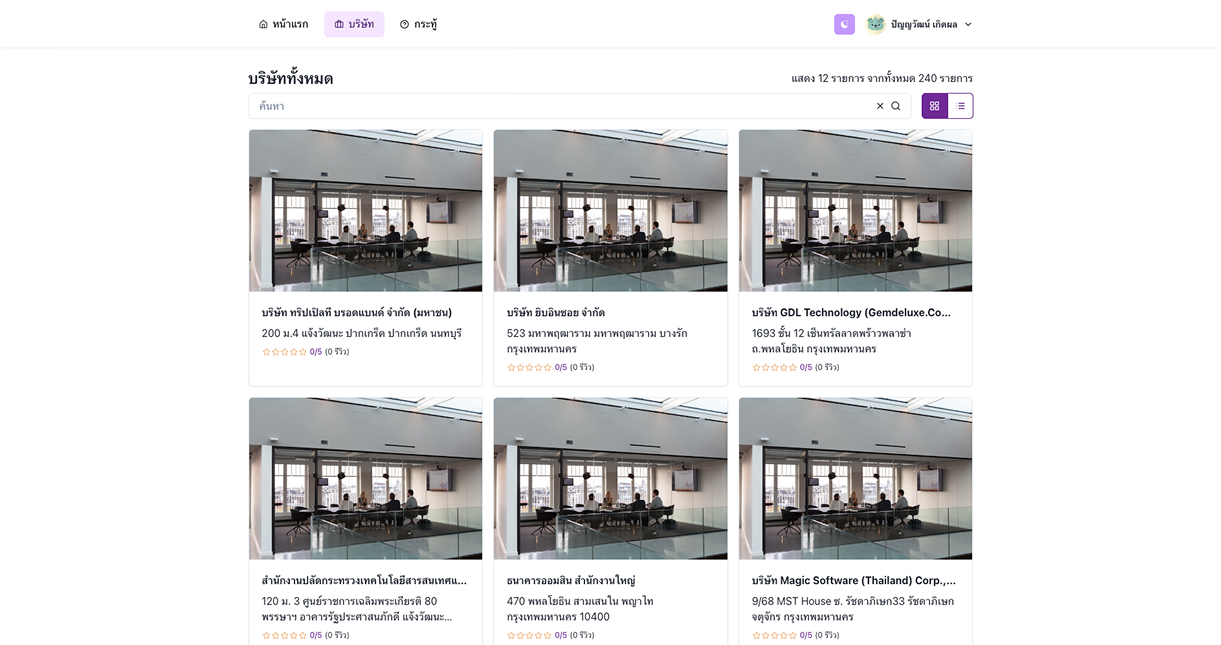 หน้าแรก
บริษัท
กระทู้
ปัญญวัฒน์ เกิดผล
บริษัททั้งหมด
แสดง 12 รายการ จากทั้งหมด 240 รายการ
ค้นหา
บริษัท ทริปเปิลที บรอดแบนด์ จำกัด (มหาชน)
200 ม.4 แจ้งวัฒนะ ปากเกร็ด ปากเกร็ด นนทบุรี
0/5 (0 รีวิว)
บริษัท ยิบอินซอย จำกัด
523 มหาพฤฒาราม มหาพฤฒาราม บางรัก
กรุงเทพมหานคร
0/5 (0 รีวิว)
บริษัท GDL Technology (Gemdeluxe.Co...
1693 ชั้น 12 เซ็นทรัลลาดพร้าวพลาซ่า
ถ.พหลโยธิน กรุงเทพมหานคร
0/5 (0 รีวิว)
สำนักงานปลัดกระทรวงเทคโนโลยีสารสนเทศแ...
120 ม. 3 ศูนย์ราชการเฉลิมพระเกียรติ 80
พรรษาฯ อาคารรัฐประศาสนภักดี แจ้งวัฒนะ...
0/5 (0 รีวิว)
ธนาคารออมสิน สำนักงานใหญ่
470 พหลโยธิน สามเสนใน พญาไท
กรุงเทพมหานคร 10400
0/5 (0 รีวิว)
บริษัท Magic Software (Thailand) Corp.,...
9/68 MST House ซ. รัชดาภิเษก33 รัชดาภิเษก
จตุจักร กรุงเทพมหานคร
0/5 (0 รีวิว)